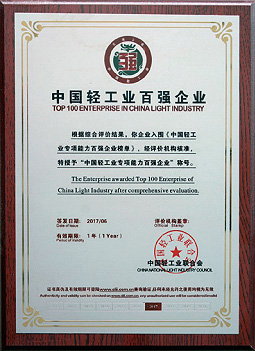 中国轻工业百强企业
TOP 100 ENTERPRISE IN CHINA LIGHT INDUSTRY
根据综合评价结果，你企业入围《中国轻工
业专项能力百强企业榜单》，经评价机构核准，
特授予“中国轻工业专项能力百强企业”称号。
The Enterprise awarded Top 100 Enterprise of
China Light Industry after comprehensive evaluation.
签发日期: 2017/06
Date of issue
评价机构盖章:
Official Stamp
有效期限: 1年（1Year）
Period of Validity
中国轻工业联合会
CHINA NATIONAL LIGHT INDUSTRY COUNCIL
2017